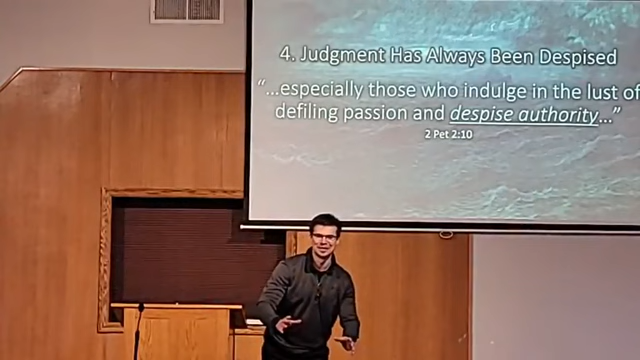 4. Judgment Has Always Been Despised
“…especially those who indulge in the lust of
defiling passion and despise authority…”
2 Pet 2:10